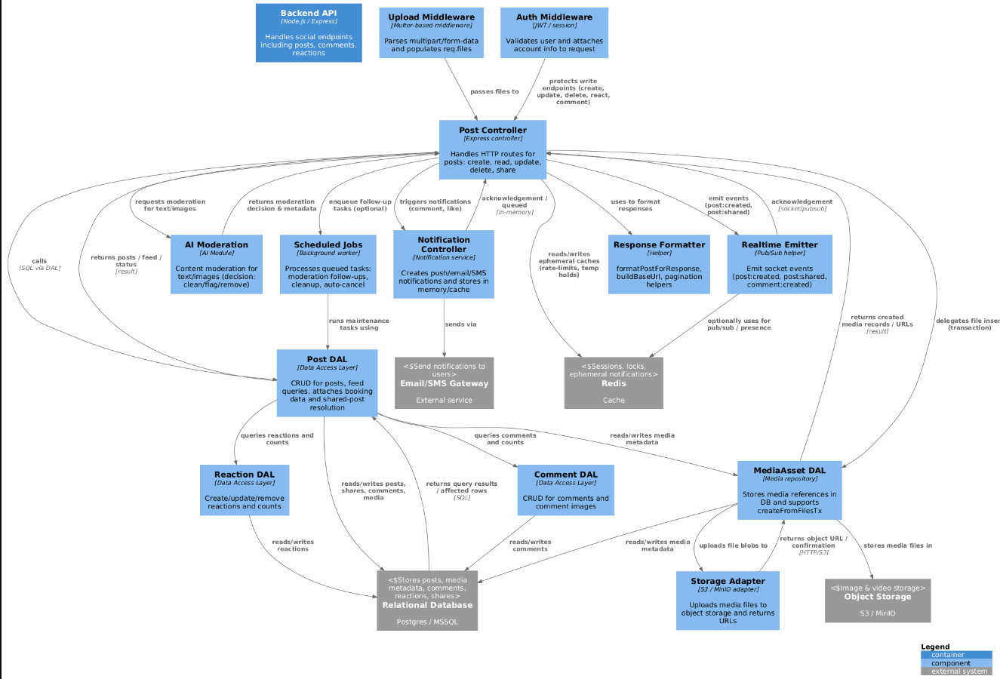 Backend API
[Node.js / Express]
Handles social endpoints
including posts, comments,
reactions
Upload Middleware
[Multer-based middleware]
Parses multipart/form-data
and populates req.files
Auth Middleware
[JWT / session]
Validates user and attaches
account info to request
passes files to
protects write
endpoints (create,
update, delete, react,
comment)
Post Controller
[Express controller]
Handles HTTP routes for
posts: create, read, update,
delete, share
requests moderation
for text/images
returns moderation
decision & metadata
enqueue follow-up
tasks (optional)
triggers notifications
(comment, like)
acknowledgement /
queued
[in-memory]
uses to format
responses
emit events
(post:created,
post:shared)
acknowledgement
[socket/pubsub]
calls
[SQL via DAL]
returns posts / feed /
status
[result]
AI Moderation
[AI Module]
Content moderation for
text/images (decision:
clean/flag/remove)
Scheduled Jobs
[Background worker]
Processes queued tasks:
moderation follow-ups,
cleanup, auto-cancel
Notification
Controller
[Notification service]
Creates push/email/SMS
notifications and stores in
memory/cache
reads/writes
ephemeral caches
(rate-limits, temp
holds)
Response Formatter
[Helper]
formatPostForResponse,
buildBaseUrl, pagination
helpers
Realtime Emitter
[Pub/Sub helper]
Emit socket events
(post:created, post:shared,
comment:created)
runs maintenance
tasks using
sends via
optionally uses for
pub/sub / presence
returns created
media records / URLs
[result]
delegates file inser
(transaction)
Post DAL
[Data Access Layer]
CRUD for posts, feed
queries, attaches booking
data and shared-post
resolution
<$Send notifications to
users>
Email/SMS Gateway
External service
<$Sessions, locks,
ephemeral notifications>
Redis
Cache
queries reactions and
counts
queries comments
and counts
reads/writes media
metadata
Reaction DAL
[Data Access Layer]
Create/update/remove
reactions and counts
reads/writes posts,
shares, comments,
media
returns query results
/ affected rows
[SQL]
Comment DAL
[Data Access Layer]
CRUD for comments and
comment images
MediaAsset DAL
[Media repository]
Stores media references in
DB and supports
createFromFilesTx
reads/writes
reactions
reads/writes
comments
reads/writes media
metadata
uploads file blobs to
returns object URL /
confirmation
[HTTP/S3]
stores media files in
<$Stores posts, media
metadata, comments,
reactions, shares>
Relational Database
Postgres / MSSQL
Storage Adapter
[S3 / MinIO adapter]
Uploads media files to
object storage and returns
URLs
<$Image & video storage>
Object Storage
S3 / MinIO
Legend
container
component
external system